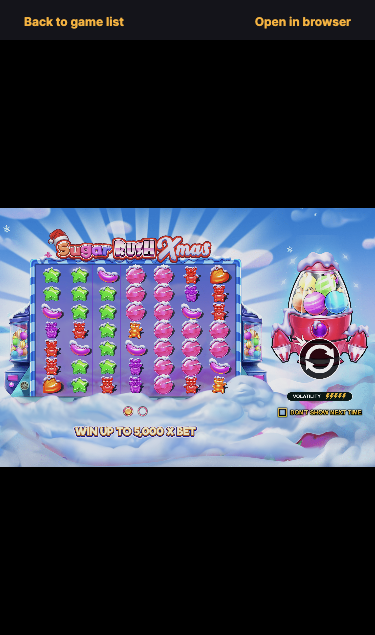 Back to game list
Open in browser
Sugar RUSH Xmas
WIN UP TO 5,000 X BET
VOLATILITY
DON'T SHOW NEXT TIME